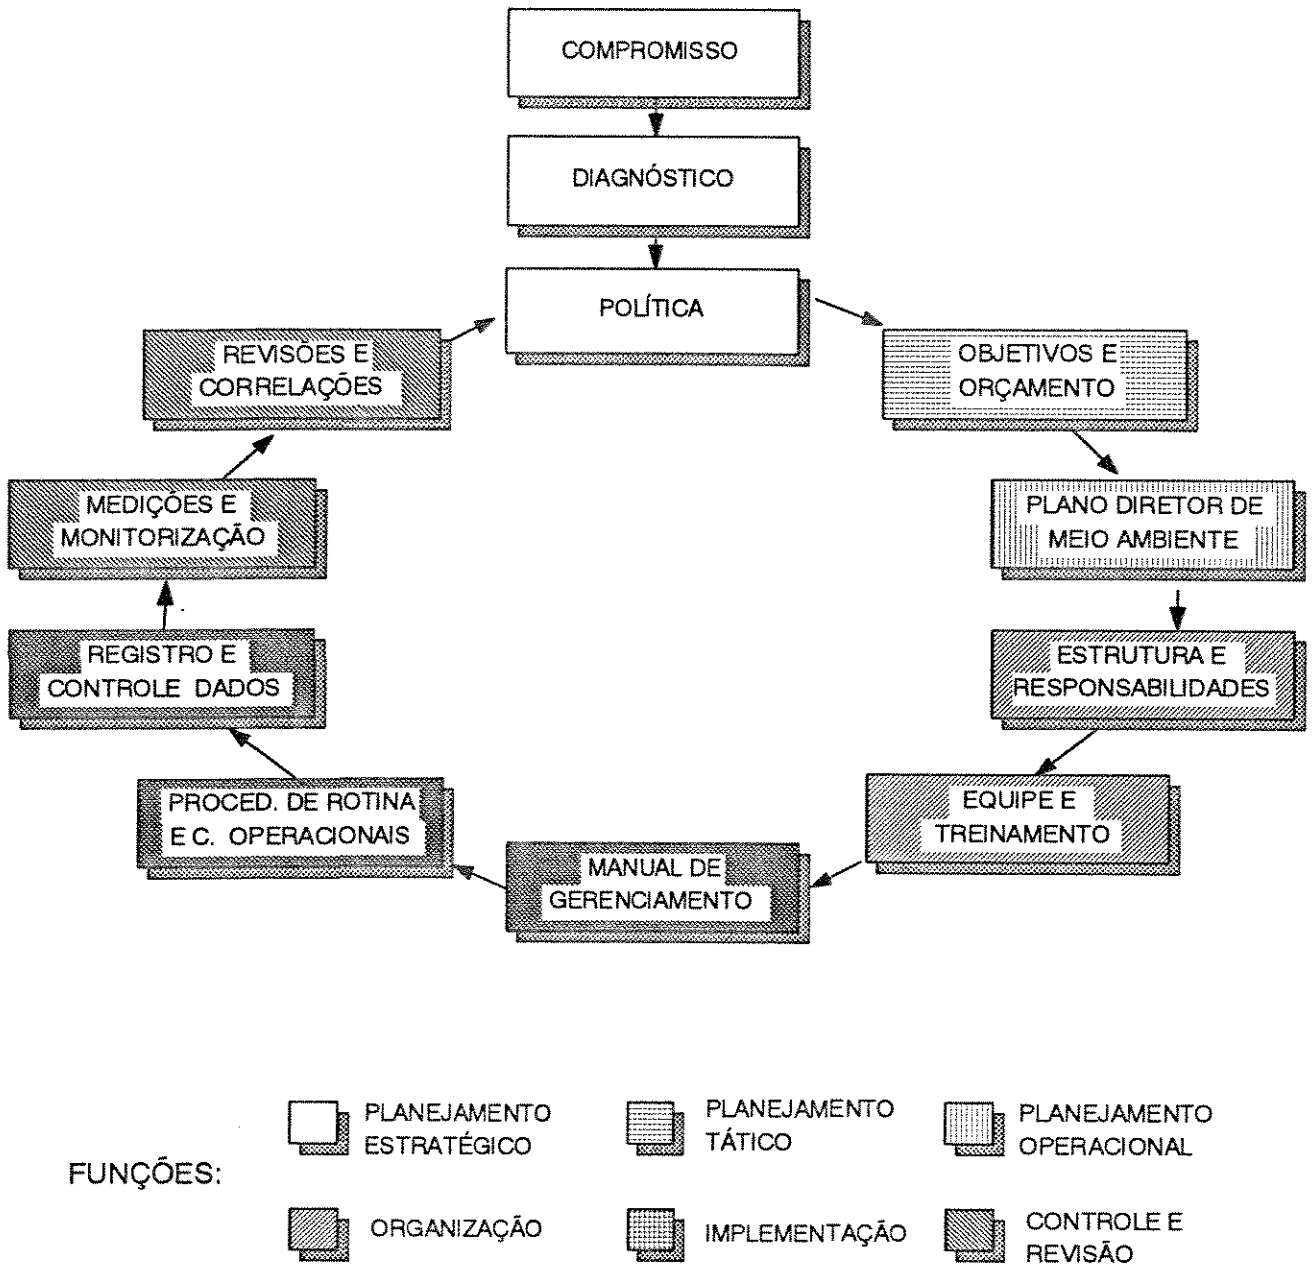 COMPROMISSO
DIAGNÓSTICO
POLÍTICA
OBJETIVOS E
ORÇAMENTO
PLANO DIRETOR DE
MEIO AMBIENTE
ESTRUTURA E
RESPONSABILIDADES
EQUIPE E
TREINAMENTO
MANUAL DE
GERENCIAMENTO
PROCED. DE ROTINA
E C. OPERACIONAIS
REGISTRO E
CONTROLE DADOS
MEDIÇÕES E
MONITORIZAÇÃO
REVISÕES E
CORRELAÇÕES
FUNÇÕES:
PLANEJAMENTO
ESTRATÉGICO
PLANEJAMENTO
TÁTICO
PLANEJAMENTO
OPERACIONAL
ORGANIZAÇÃO
IMPLEMENTAÇÃO
CONTROLE E
REVISÃO